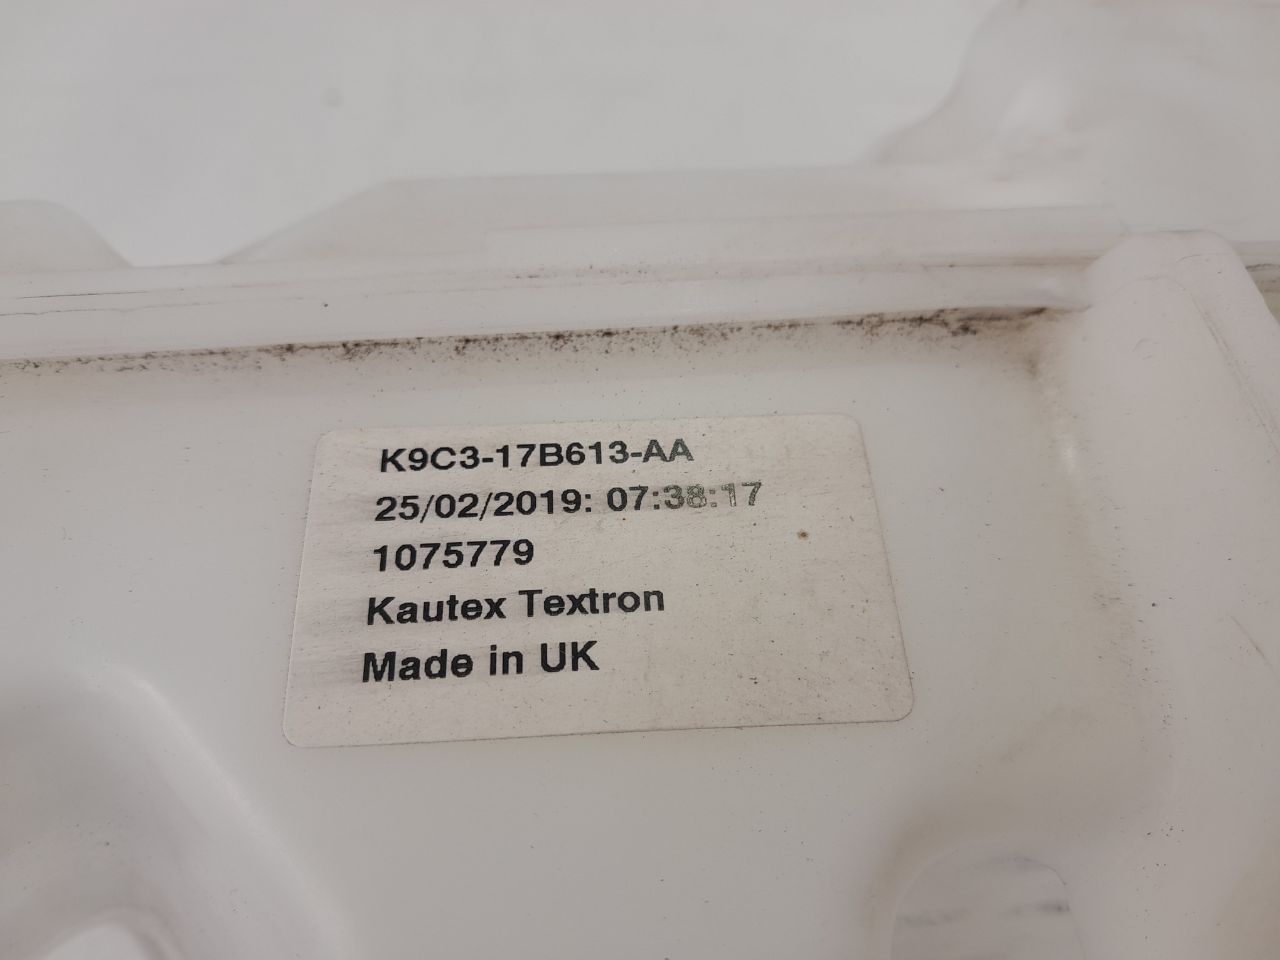 K9C3-17B613-AA
25/02/2019: 07:38:17
1075779
Kautex Textron
Made in UK